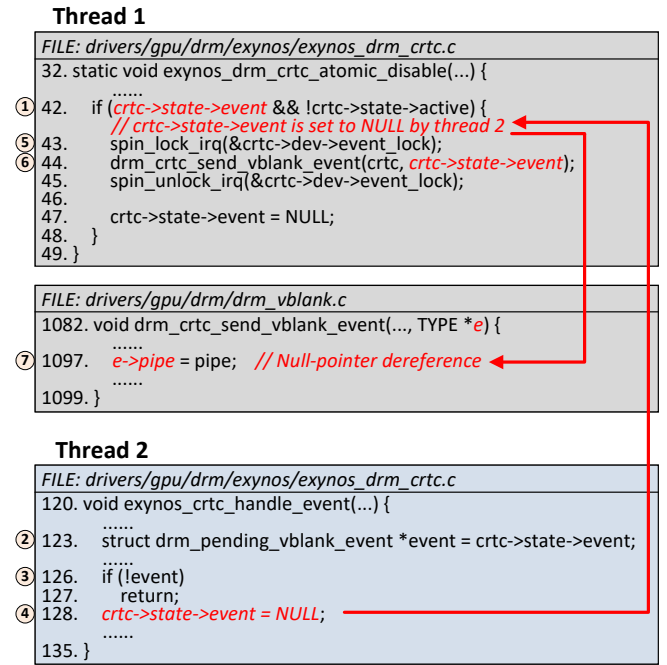 Thread 1
FILE: drivers/gpu/drm/exynos/exynos_drm_crtc.c
32. static void exynos_drm_crtc_atomic_disable(...) {
......
① 42. if (crtc->state->event && !crtc->state->active) {
// crtc->state->event is set to NULL by thread 2
⑤ 43. spin_lock_irq(&crtc->dev->event_lock);
⑥ 44. drm_crtc_send_vblank_event(crtc, crtc->state->event);
45. spin_unlock_irq(&crtc->dev->event_lock);
46.
47. crtc->state->event = NULL;
48. }
49. }
FILE: drivers/gpu/drm/drm_vblank.c
1082. void drm_crtc_send_vblank_event(..., TYPE *e) {
......
⑦ 1097. e->pipe = pipe; // Null-pointer dereference
......
1099. }
Thread 2
FILE: drivers/gpu/drm/exynos/exynos_drm_crtc.c
120. void exynos_crtc_handle_event(...) {
......
② 123. struct drm_pending_vblank_event *event = crtc->state->event;
......
③ 126. if (!event)
127. return;
④ 128. crtc->state->event = NULL;
......
135. }